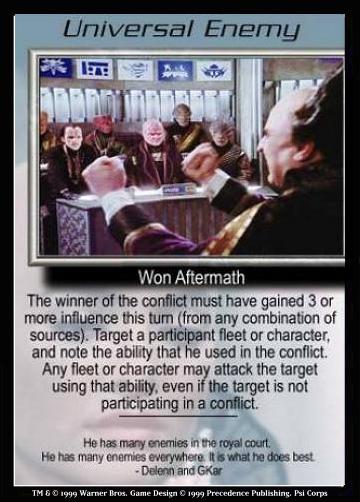 Universal Enemy
Won Aftermath
The winner of the conflict must have gained 3 or
more influence this turn (from any combination of
sources). Target a participant fleet or character,
and note the ability that he used in the conflict.
Any fleet or character may attack the target
using that ability, even if the target is not
participating in a conflict.
He has many enemies in the royal court.
He has many enemies everywhere. It is what he does best.
- Delenn and GKar
TM & © 1999 Warner Bros. Game Design © 1999 Precedence Publishing. Psi Corps